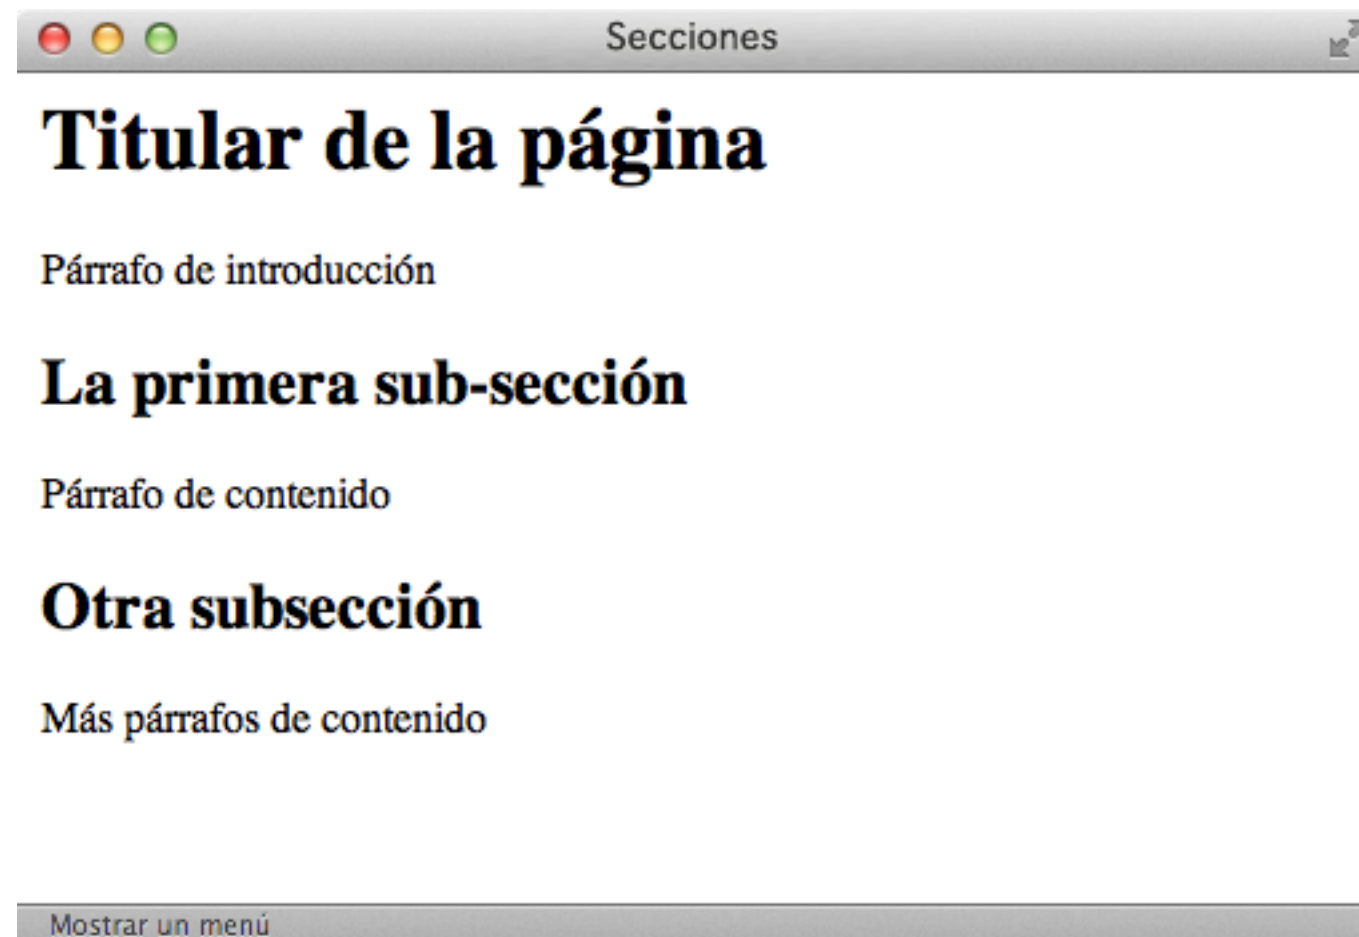 Secciones
Titular de la página
Párrafo de introducción
La primera sub-sección
Párrafo de contenido
Otra subsección
Más párrafos de contenido
Mostrar un menú